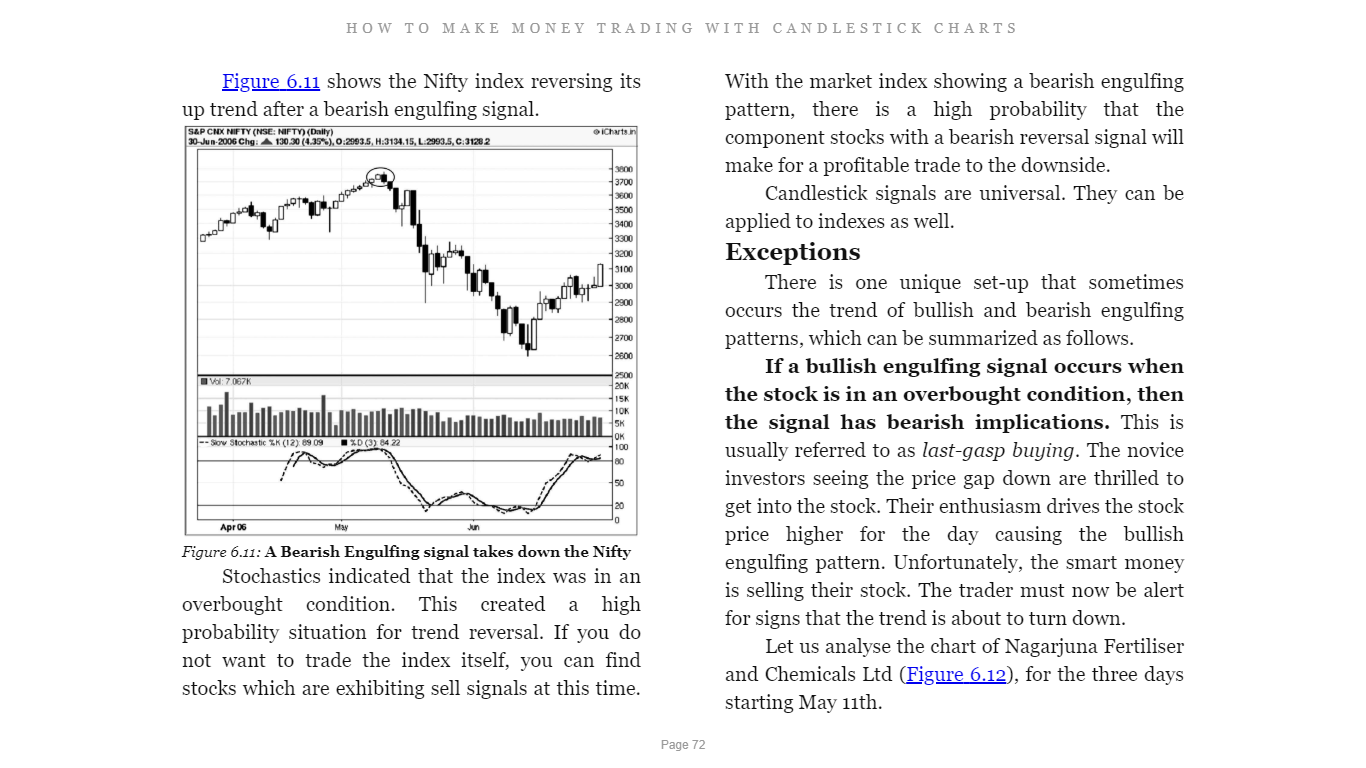 HOW TO MAKE MONEY TRADING WITH CANDLESTICK CHARTS
Figure 6.11 shows the Nifty index reversing its
up trend after a bearish engulfing signal.
S&P CNX NIFTY (NSE: NIFTY) (Daily)
© iCharts.in
30-Jun-2006 Chg: 130.30 (4.35%), O:2993.5, H:3134.15, L:2993.5, C:3128.2
3800
3700
3600
3500
3400
3300
3200
3100
3000
2900
2800
2700
2600
2500
Vol: 7.067K
20K
15K
10K
5K
0K
Slow Stochastic %K (12): 89.09 %D (3): 84.22
100
80
50
20
0
Apr 06 May Jun
Figure 6.11: A Bearish Engulfing signal takes down the Nifty
Stochastics indicated that the index was in an
overbought condition. This created a high
probability situation for trend reversal. If you do
not want to trade the index itself, you can find
stocks which are exhibiting sell signals at this time.
With the market index showing a bearish engulfing
pattern, there is a high probability that the
component stocks with a bearish reversal signal will
make for a profitable trade to the downside.
Candlestick signals are universal. They can be
applied to indexes as well.
Exceptions
There is one unique set-up that sometimes
occurs the trend of bullish and bearish engulfing
patterns, which can be summarized as follows.
If a bullish engulfing signal occurs when
the stock is in an overbought condition, then
the signal has bearish implications. This is
usually referred to as last-gasp buying. The novice
investors seeing the price gap down are thrilled to
get into the stock. Their enthusiasm drives the stock
price higher for the day causing the bullish
engulfing pattern. Unfortunately, the smart money
is selling their stock. The trader must now be alert
for signs that the trend is about to turn down.
Let us analyse the chart of Nagarjuna Fertiliser
and Chemicals Ltd (Figure 6.12), for the three days
starting May 11th.
Page 72